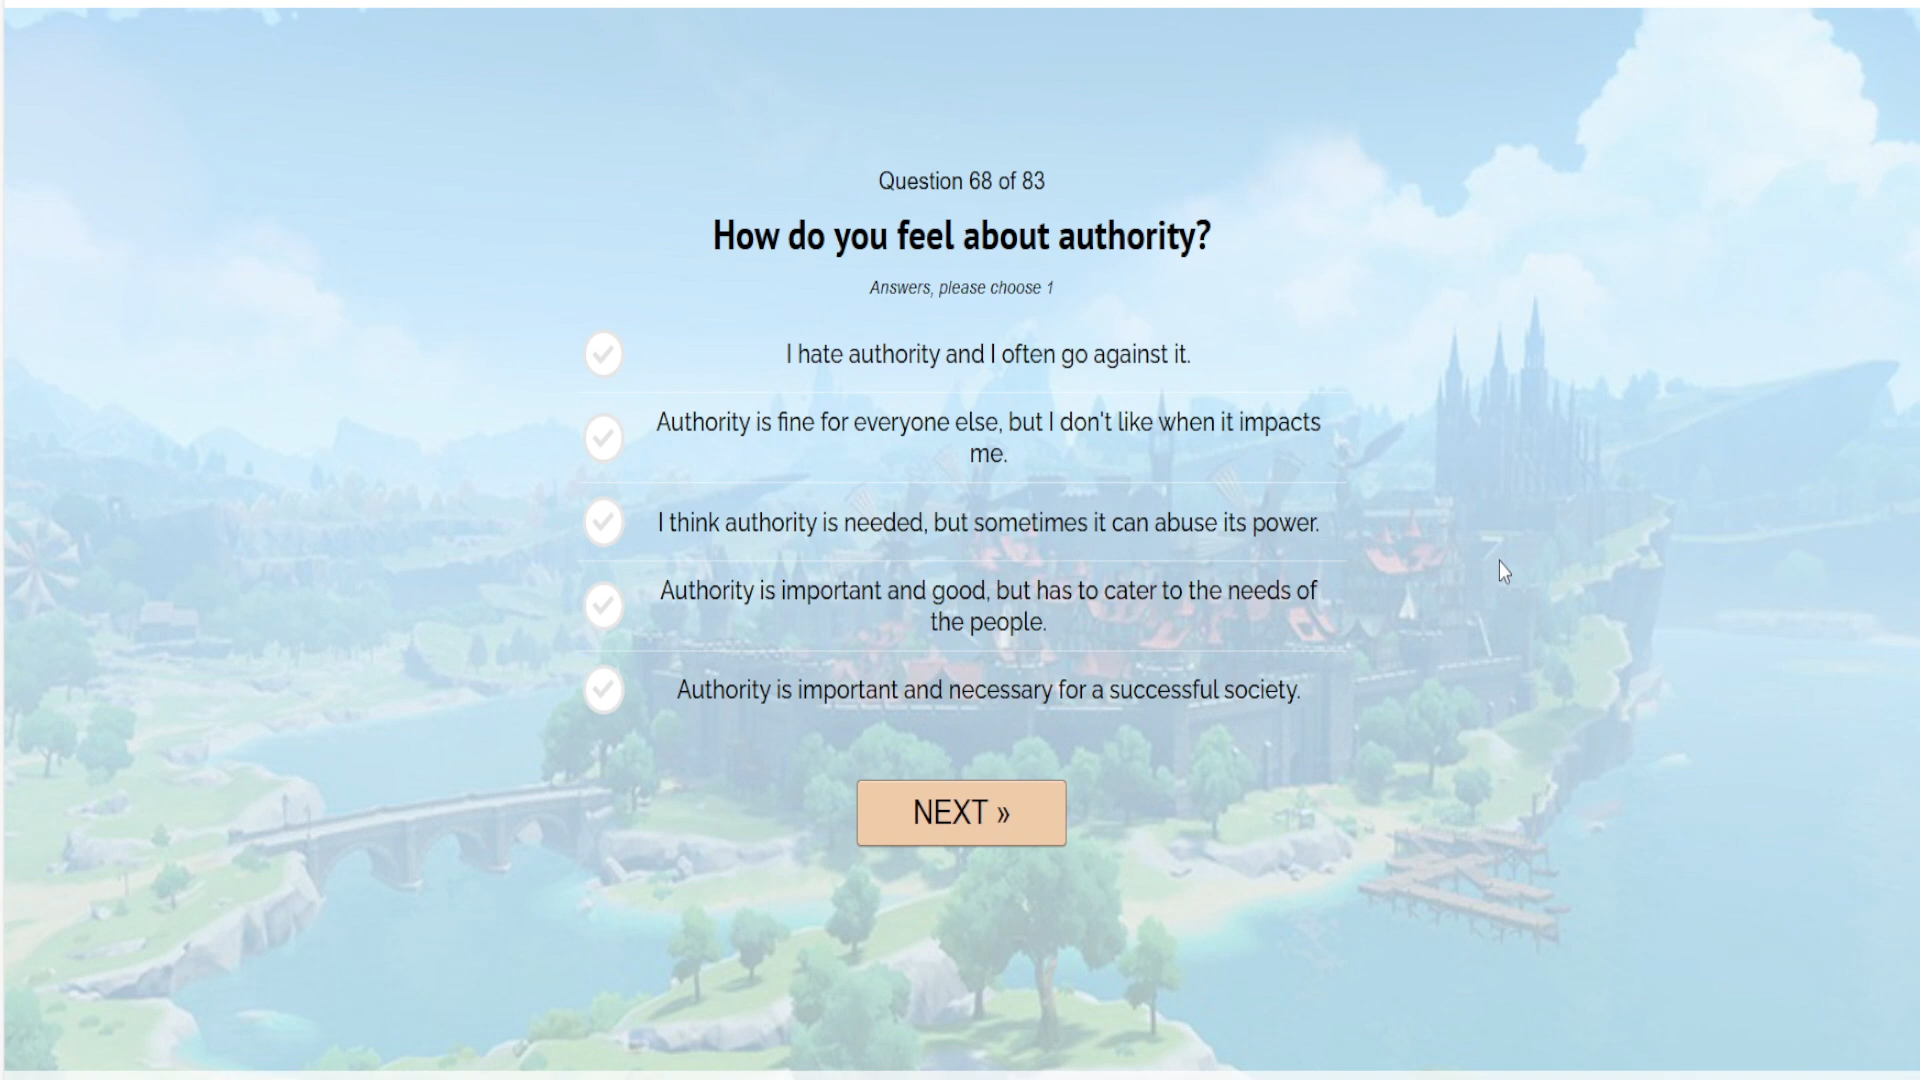 Question 68 of 83
How do you feel about authority?
Answers, please choose 1
I hate authority and I often go against it.
Authority is fine for everyone else, but I don't like when it impacts
me.
I think authority is needed, but sometimes it can abuse its power.
Authority is important and good, but has to cater to the needs of
the people.
Authority is important and necessary for a successful society.
NEXT »